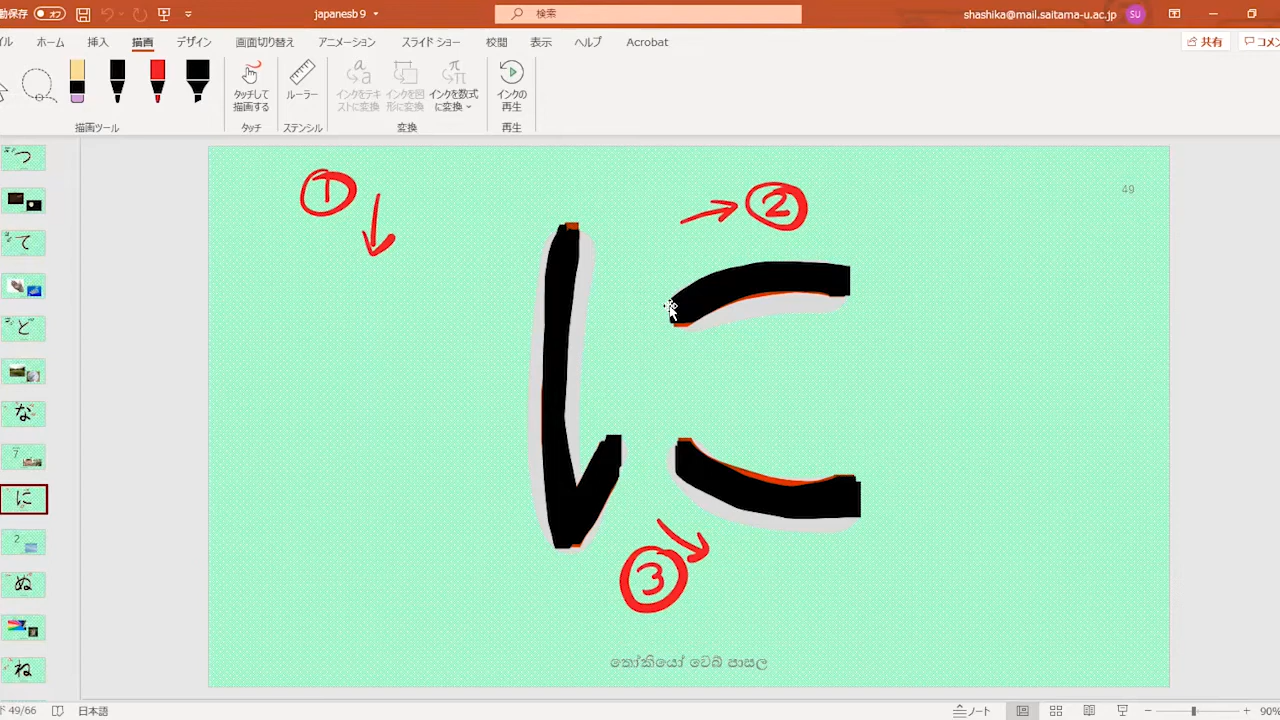 動保存 オフ japanesb 9 検索 shashika@mail.saitama-u.ac.jp SU
イル ホーム 挿入 描画 デザイン 画面切り替え アニメーション スライド ショー 校閲 表示 ヘルプ Acrobat 共有 コメン
タッチして描画する
ルーラー
インクをテキストに変換
インクを図形に変換
インクを数式に変換
インクの再生
描画ツール タッチ ステンシル 変換 再生
つ
て
と
な
7
に
2
ぬ
ね
49
1
2
に
3
තෝකියෝ වෙබ් පාසල
49/66 日本語 ノート 90%